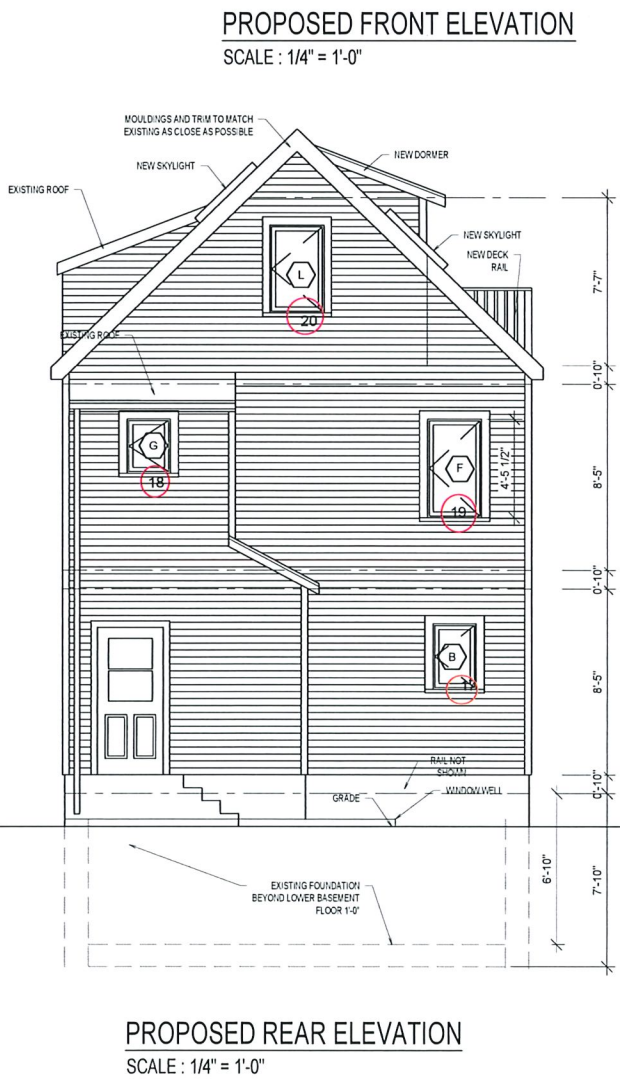 PROPOSED FRONT ELEVATION
SCALE : 1/4" = 1'-0"
MOULDINGS AND TRIM TO MATCH
EXISTING AS CLOSE AS POSSIBLE
NEW DORMER
NEW SKYLIGHT
EXISTING ROOF
NEW SKYLIGHT
NEW DECK
RAIL
L
20
7'-7"
EXISTING ROOF
0'-10"
G
18
F
19
4'-5 1/2"
8'-5"
0'-10"
B
17
8'-5"
RAIL NOT
SHOWN
WINDOW WELL
GRADE
0'-10"
6'-10"
7'-10"
EXISTING FOUNDATION
BEYOND LOWER BASEMENT
FLOOR 1'-0"
PROPOSED REAR ELEVATION
SCALE : 1/4" = 1'-0"